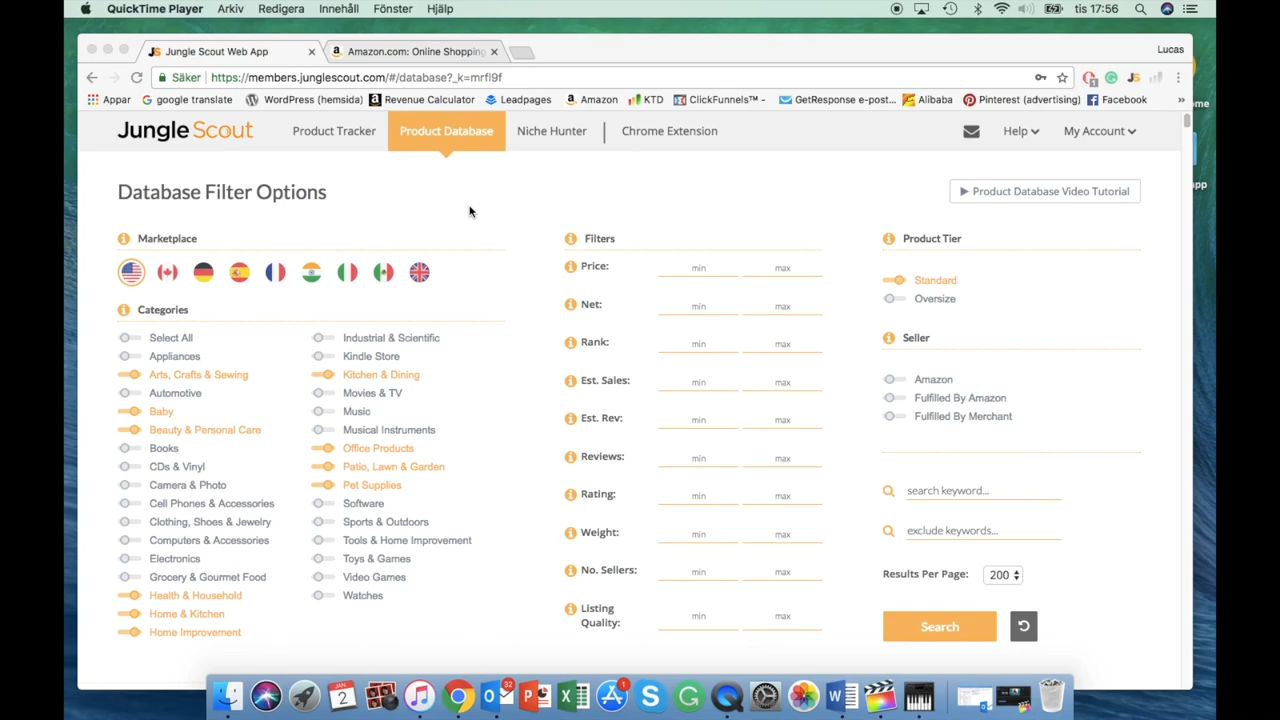 QuickTime Player Arkiv Redigera Innehåll Fönster Hjälp tis 17:56
Jungle Scout Web App Amazon.com: Online Shopping Lucas
Säker https://members.junglescout.com/#/database?_k=mrfl9f
Appar google translate WordPress (hemsida) Revenue Calculator Leadpages Amazon KTD ClickFunnels™ - GetResponse e-post... Alibaba Pinterest (advertising) Facebook »
Jungle Scout Product Tracker Product Database Niche Hunter Chrome Extension Help My Account
Database Filter Options Product Database Video Tutorial
Marketplace
Categories
Select All
Appliances
Arts, Crafts & Sewing
Automotive
Baby
Beauty & Personal Care
Books
CDs & Vinyl
Camera & Photo
Cell Phones & Accessories
Clothing, Shoes & Jewelry
Computers & Accessories
Electronics
Grocery & Gourmet Food
Health & Household
Home & Kitchen
Home Improvement
Industrial & Scientific
Kindle Store
Kitchen & Dining
Movies & TV
Music
Musical Instruments
Office Products
Patio, Lawn & Garden
Pet Supplies
Software
Sports & Outdoors
Tools & Home Improvement
Toys & Games
Video Games
Watches
Filters
Price: min max
Net: min max
Rank: min max
Est. Sales: min max
Est. Rev: min max
Reviews: min max
Rating: min max
Weight: min max
No. Sellers: min max
Listing
Quality: min max
Product Tier
Standard
Oversize
Seller
Amazon
Fulfilled By Amazon
Fulfilled By Merchant
search keyword...
exclude keywords...
Results Per Page: 200
Search
JAN
2
32
1